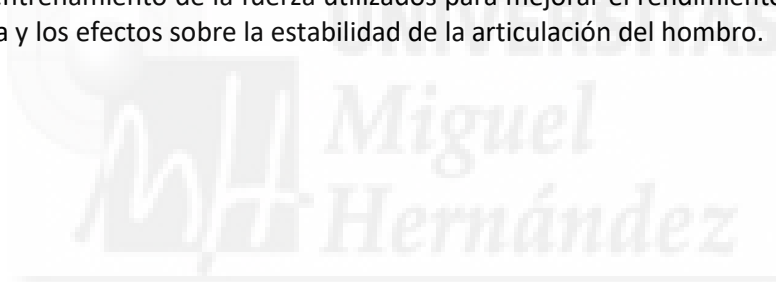 entrenamiento de la fuerza utilizados para mejorar el rendimiento
a y los efectos sobre la estabilidad de la articulación del hombro.
Miguel
Hernández